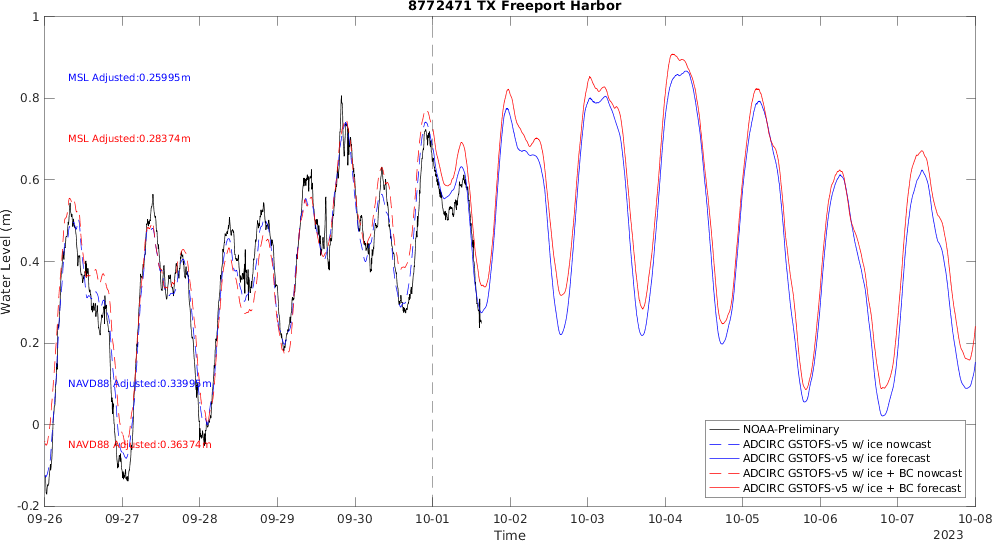 8772471 TX Freeport Harbor
1
0.8
0.6
0.4
0.2
0
-0.2
Water Level (m)
MSL Adjusted:0.25995m
MSL Adjusted:0.28374m
NAVD88 Adjusted:0.33995m
NAVD88 Adjusted:0.36374m
NOAA-Preliminary
ADCIRC GSTOFS-v5 w/ ice nowcast
ADCIRC GSTOFS-v5 w/ ice forecast
ADCIRC GSTOFS-v5 w/ ice + BC nowcast
ADCIRC GSTOFS-v5 w/ ice + BC forecast
09-26 09-27 09-28 09-29 09-30 10-01 10-02 10-03 10-04 10-05 10-06 10-07 10-08
Time
2023